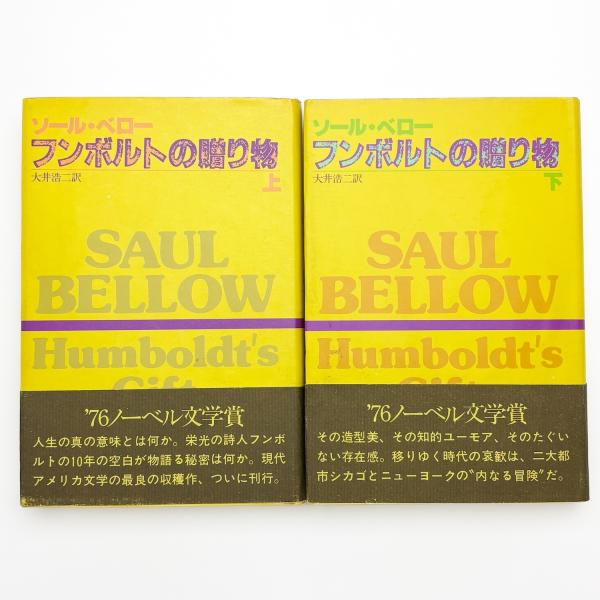 ソール・ベロー
フンボルトの贈り物
大井浩二訳
上
SAUL
BELLOW
Humboldt's
Gift
'76ノーベル文学賞
人生の真の意味とは何か。栄光の詩人フンボ
ルトの10年の空白が物語る秘密は何か。現代
アメリカ文学の最良の収穫作、ついに刊行。
ソール・ベロー
フンボルトの贈り物
大井浩二訳
下
SAUL
BELLOW
Humboldt's
Gift
'76ノーベル文学賞
その造型美、その知的ユーモア、そのたぐい
ない存在感。移りゆく時代の哀歓は、二大都
市シカゴとニューヨークの〝内なる冒険〟だ。